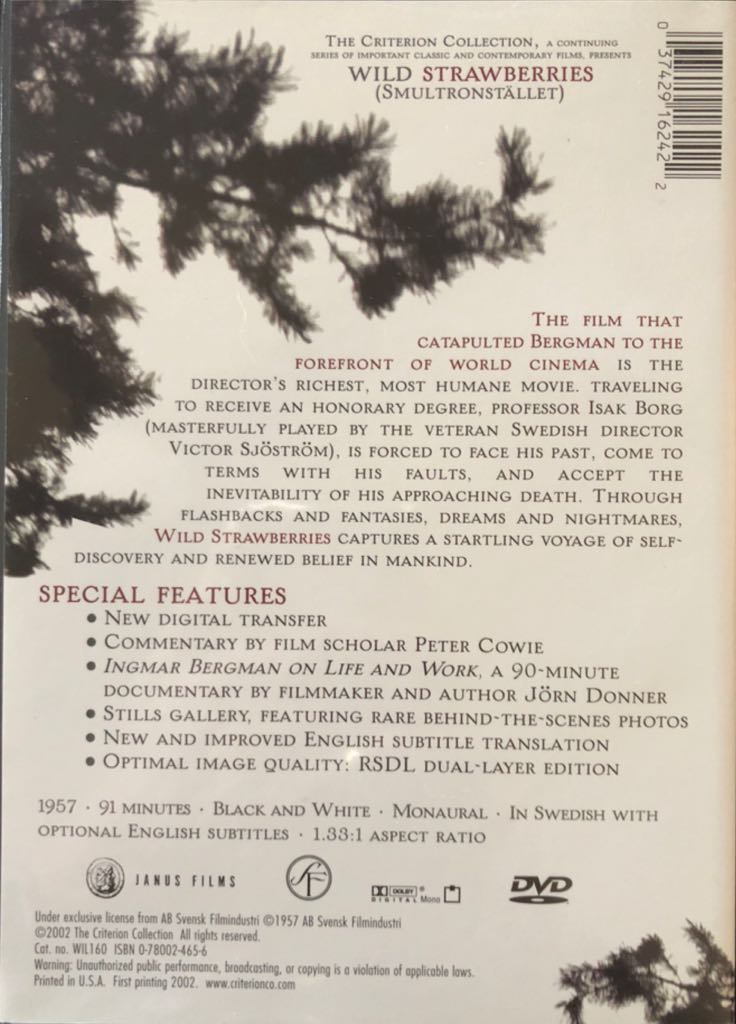 The Criterion Collection, a continuing
series of important classic and contemporary films, presents
WILD STRAWBERRIES
(Smultronstället)
0 37429 16242 2
The film that
catapulted Bergman to the
forefront of world cinema is the
director's richest, most humane movie. Traveling
to receive an honorary degree, professor Isak Borg
(masterfully played by the veteran Swedish director
Victor Sjöström), is forced to face his past, come to
terms with his faults, and accept the
inevitability of his approaching death. Through
flashbacks and fantasies, dreams and nightmares,
Wild Strawberries captures a startling voyage of self-
discovery and renewed belief in mankind.
SPECIAL FEATURES
• New digital transfer
• Commentary by film scholar Peter Cowie
• Ingmar Bergman on Life and Work, a 90-minute
documentary by filmmaker and author Jörn Donner
• Stills gallery, featuring rare behind-the-scenes photos
• New and improved English subtitle translation
• Optimal image quality: RSDL dual-layer edition
1957 · 91 minutes · Black and White · Monaural · In Swedish with
optional English subtitles · 1.33:1 aspect ratio
JANUS FILMS
SF
DOLBY®
DIGITAL Mono
DVD
Under exclusive license from AB Svensk Filmindustri ©1957 AB Svensk Filmindustri
©2002 The Criterion Collection All rights reserved.
Cat. no. WIL160 ISBN 0-78002-465-6
Warning: Unauthorized public performance, broadcasting, or copying is a violation of applicable laws.
Printed in U.S.A. First printing 2002. www.criterionco.com